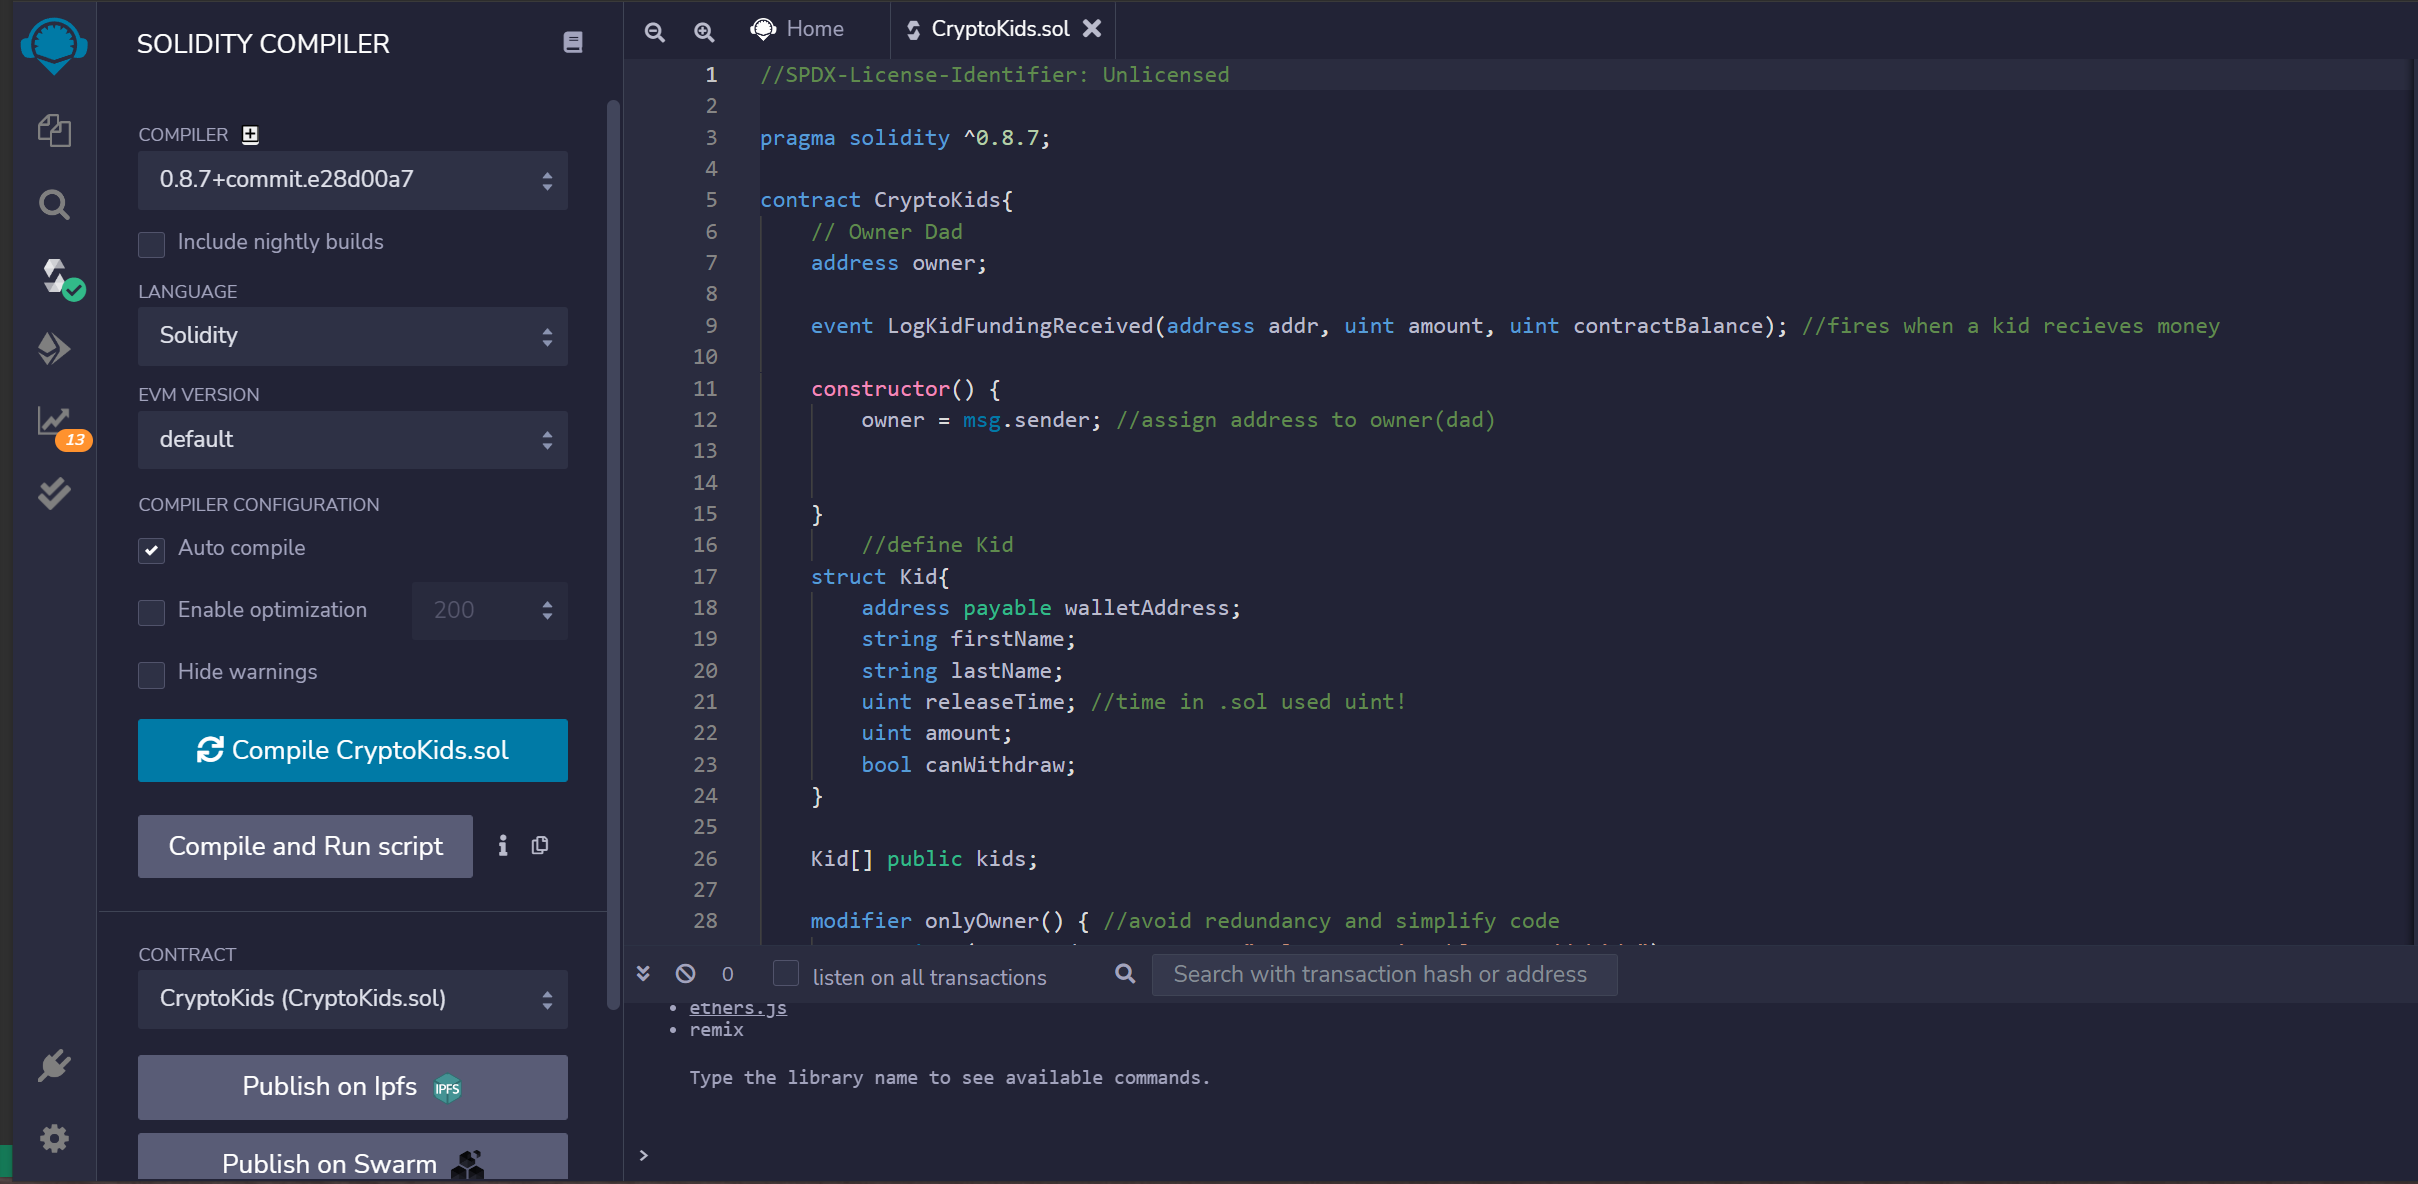 SOLIDITY COMPILER
COMPILER
0.8.7+commit.e28d00a7
Include nightly builds
LANGUAGE
Solidity
EVM VERSION
default
COMPILER CONFIGURATION
Auto compile
Enable optimization 200
Hide warnings
Compile CryptoKids.sol
Compile and Run script
CONTRACT
CryptoKids (CryptoKids.sol)
Publish on Ipfs IPFS
Publish on Swarm
13
Home CryptoKids.sol
1 //SPDX-License-Identifier: Unlicensed
2
3 pragma solidity ^0.8.7;
4
5 contract CryptoKids{
6 // Owner Dad
7 address owner;
8
9 event LogKidFundingReceived(address addr, uint amount, uint contractBalance); //fires when a kid recieves money
10
11 constructor() {
12 owner = msg.sender; //assign address to owner(dad)
13
14
15 }
16 //define Kid
17 struct Kid{
18 address payable walletAddress;
19 string firstName;
20 string lastName;
21 uint releaseTime; //time in .sol used uint!
22 uint amount;
23 bool canWithdraw;
24 }
25
26 Kid[] public kids;
27
28 modifier onlyOwner() { //avoid redundancy and simplify code
0 listen on all transactions Search with transaction hash or address
• ethers.js
• remix
Type the library name to see available commands.
>